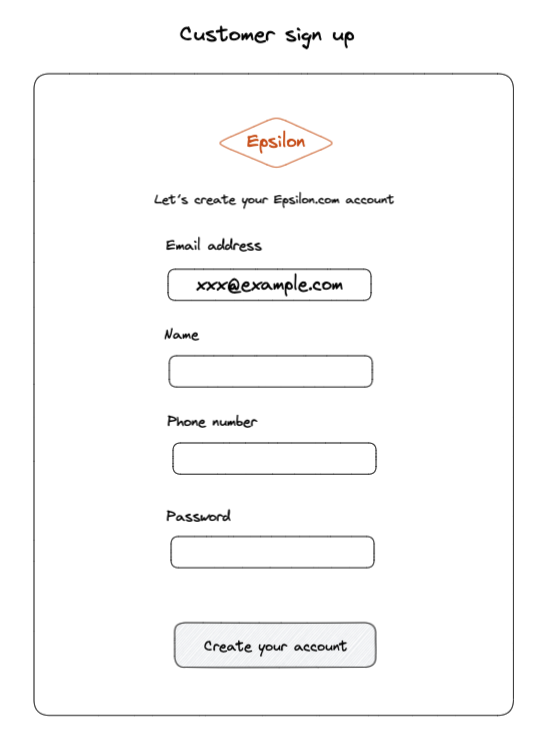 Customer sign up
Epsilon
Let's create your Epsilon.com account
Email address
xxx@example.com
Name
Phone number
Password
Create your account